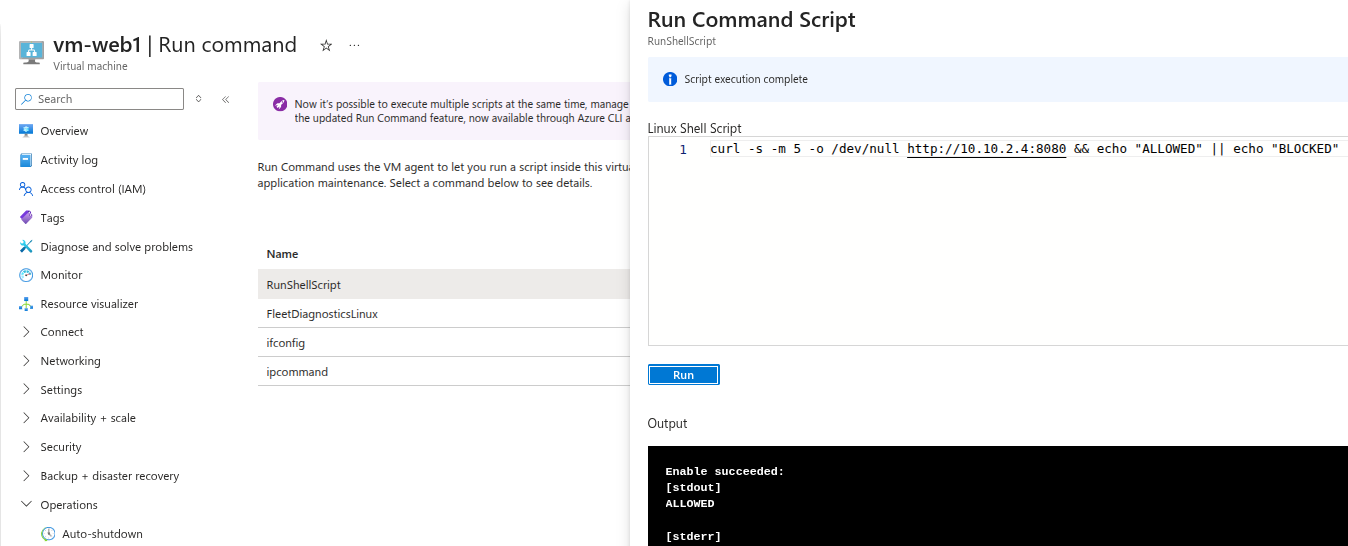 vm-web1 | Run command
Virtual machine
Search
Overview
Activity log
Access control (IAM)
Tags
Diagnose and solve problems
Monitor
Resource visualizer
Connect
Networking
Settings
Availability + scale
Security
Backup + disaster recovery
Operations
Auto-shutdown
Now it's possible to execute multiple scripts at the same time, manage
the updated Run Command feature, now available through Azure CLI a
Run Command uses the VM agent to let you run a script inside this virtu
application maintenance. Select a command below to see details.
Name
RunShellScript
FleetDiagnosticsLinux
ifconfig
ipcommand
Run Command Script
RunShellScript
Script execution complete
Linux Shell Script
1 curl -s -m 5 -o /dev/null http://10.10.2.4:8080 && echo "ALLOWED" || echo "BLOCKED"
Run
Output
Enable succeeded:
[stdout]
ALLOWED
[stderr]